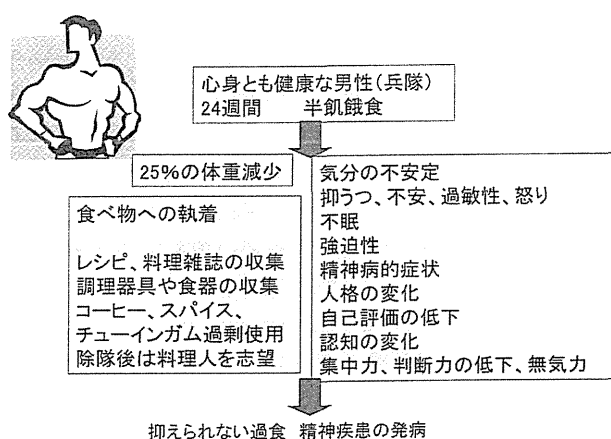 心身とも健康な男性(兵隊)
24週間　　半飢餓食
25%の体重減少
食べ物への執着
レシピ、料理雑誌の収集
調理器具や食器の収集
コーヒー、スパイス、
チューインガム過剰使用
除隊後は料理人を志望
気分の不安定
抑うつ、不安、過敏性、怒り
不眠
強迫性
精神病的症状
人格の変化
自己評価の低下
認知の変化
集中力、判断力の低下、無気力
抑えられない過食　精神疾患の発病